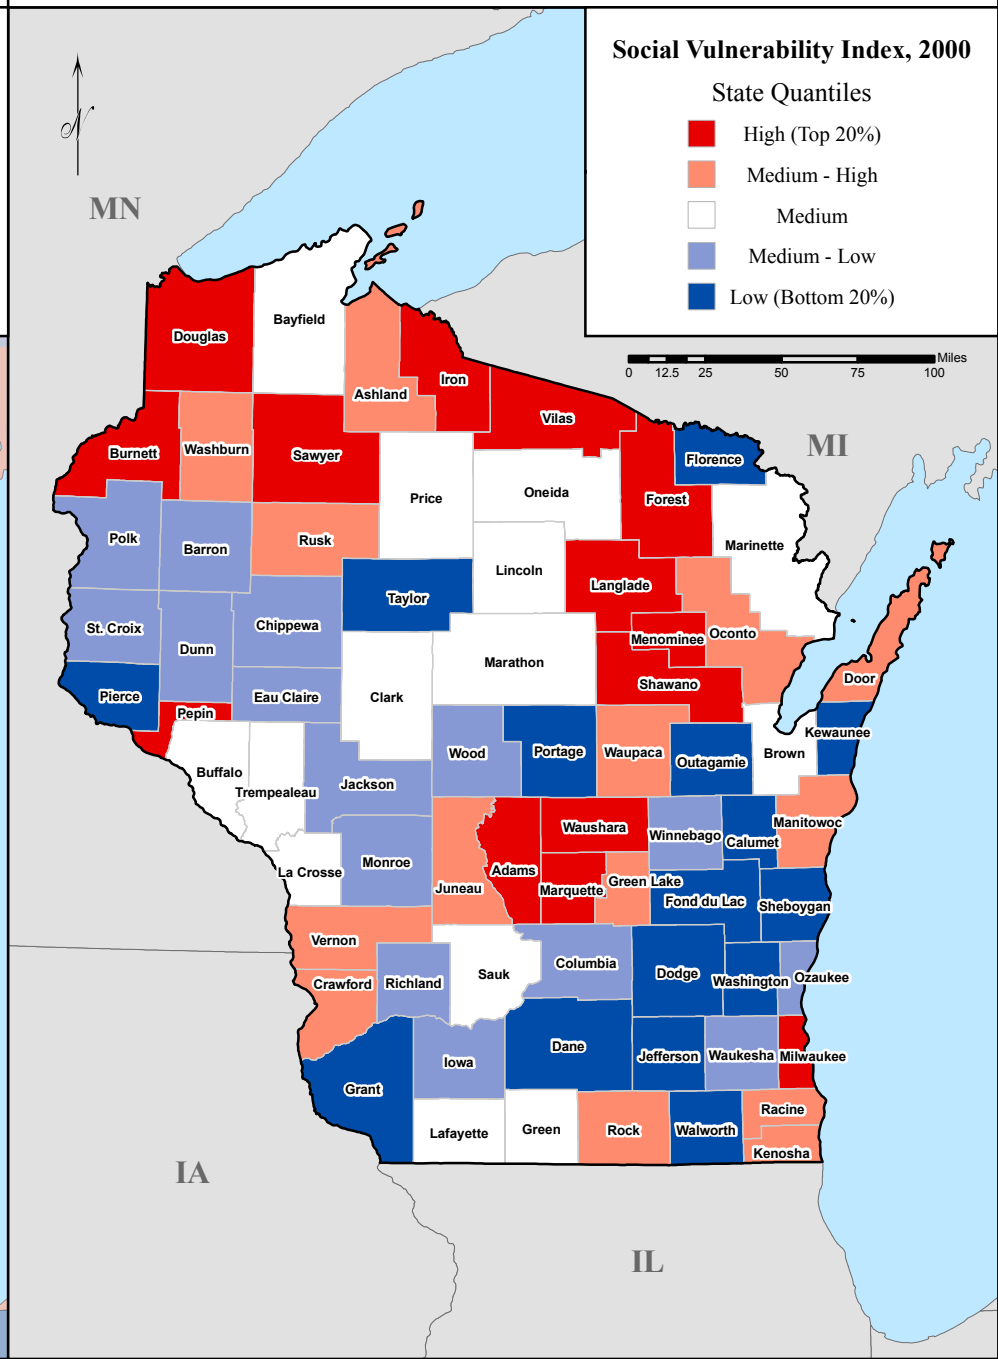 Social Vulnerability Index, 2000
State Quantiles
High (Top 20%)
Medium - High
Medium
Medium - Low
Low (Bottom 20%)
N
MN
Miles
0 12.5 25 50 75 100
MI
Douglas
Bayfield
Ashland
Iron
Vilas
Burnett
Washburn
Sawyer
Price
Oneida
Forest
Florence
Marinette
Polk
Barron
Rusk
Lincoln
Langlade
Taylor
St. Croix
Dunn
Chippewa
Marathon
Menominee
Oconto
Shawano
Door
Pierce
Pepin
Eau Claire
Clark
Buffalo
Trempealeau
Jackson
Wood
Portage
Waupaca
Outagamie
Brown
Kewaunee
La Crosse
Monroe
Juneau
Adams
Waushara
Marquette
Green Lake
Winnebago
Calumet
Manitowoc
Fond du Lac
Sheboygan
Vernon
Crawford
Richland
Sauk
Columbia
Dodge
Washington
Ozaukee
Grant
Iowa
Dane
Jefferson
Waukesha
Milwaukee
Lafayette
Green
Rock
Walworth
Racine
Kenosha
IA
IL